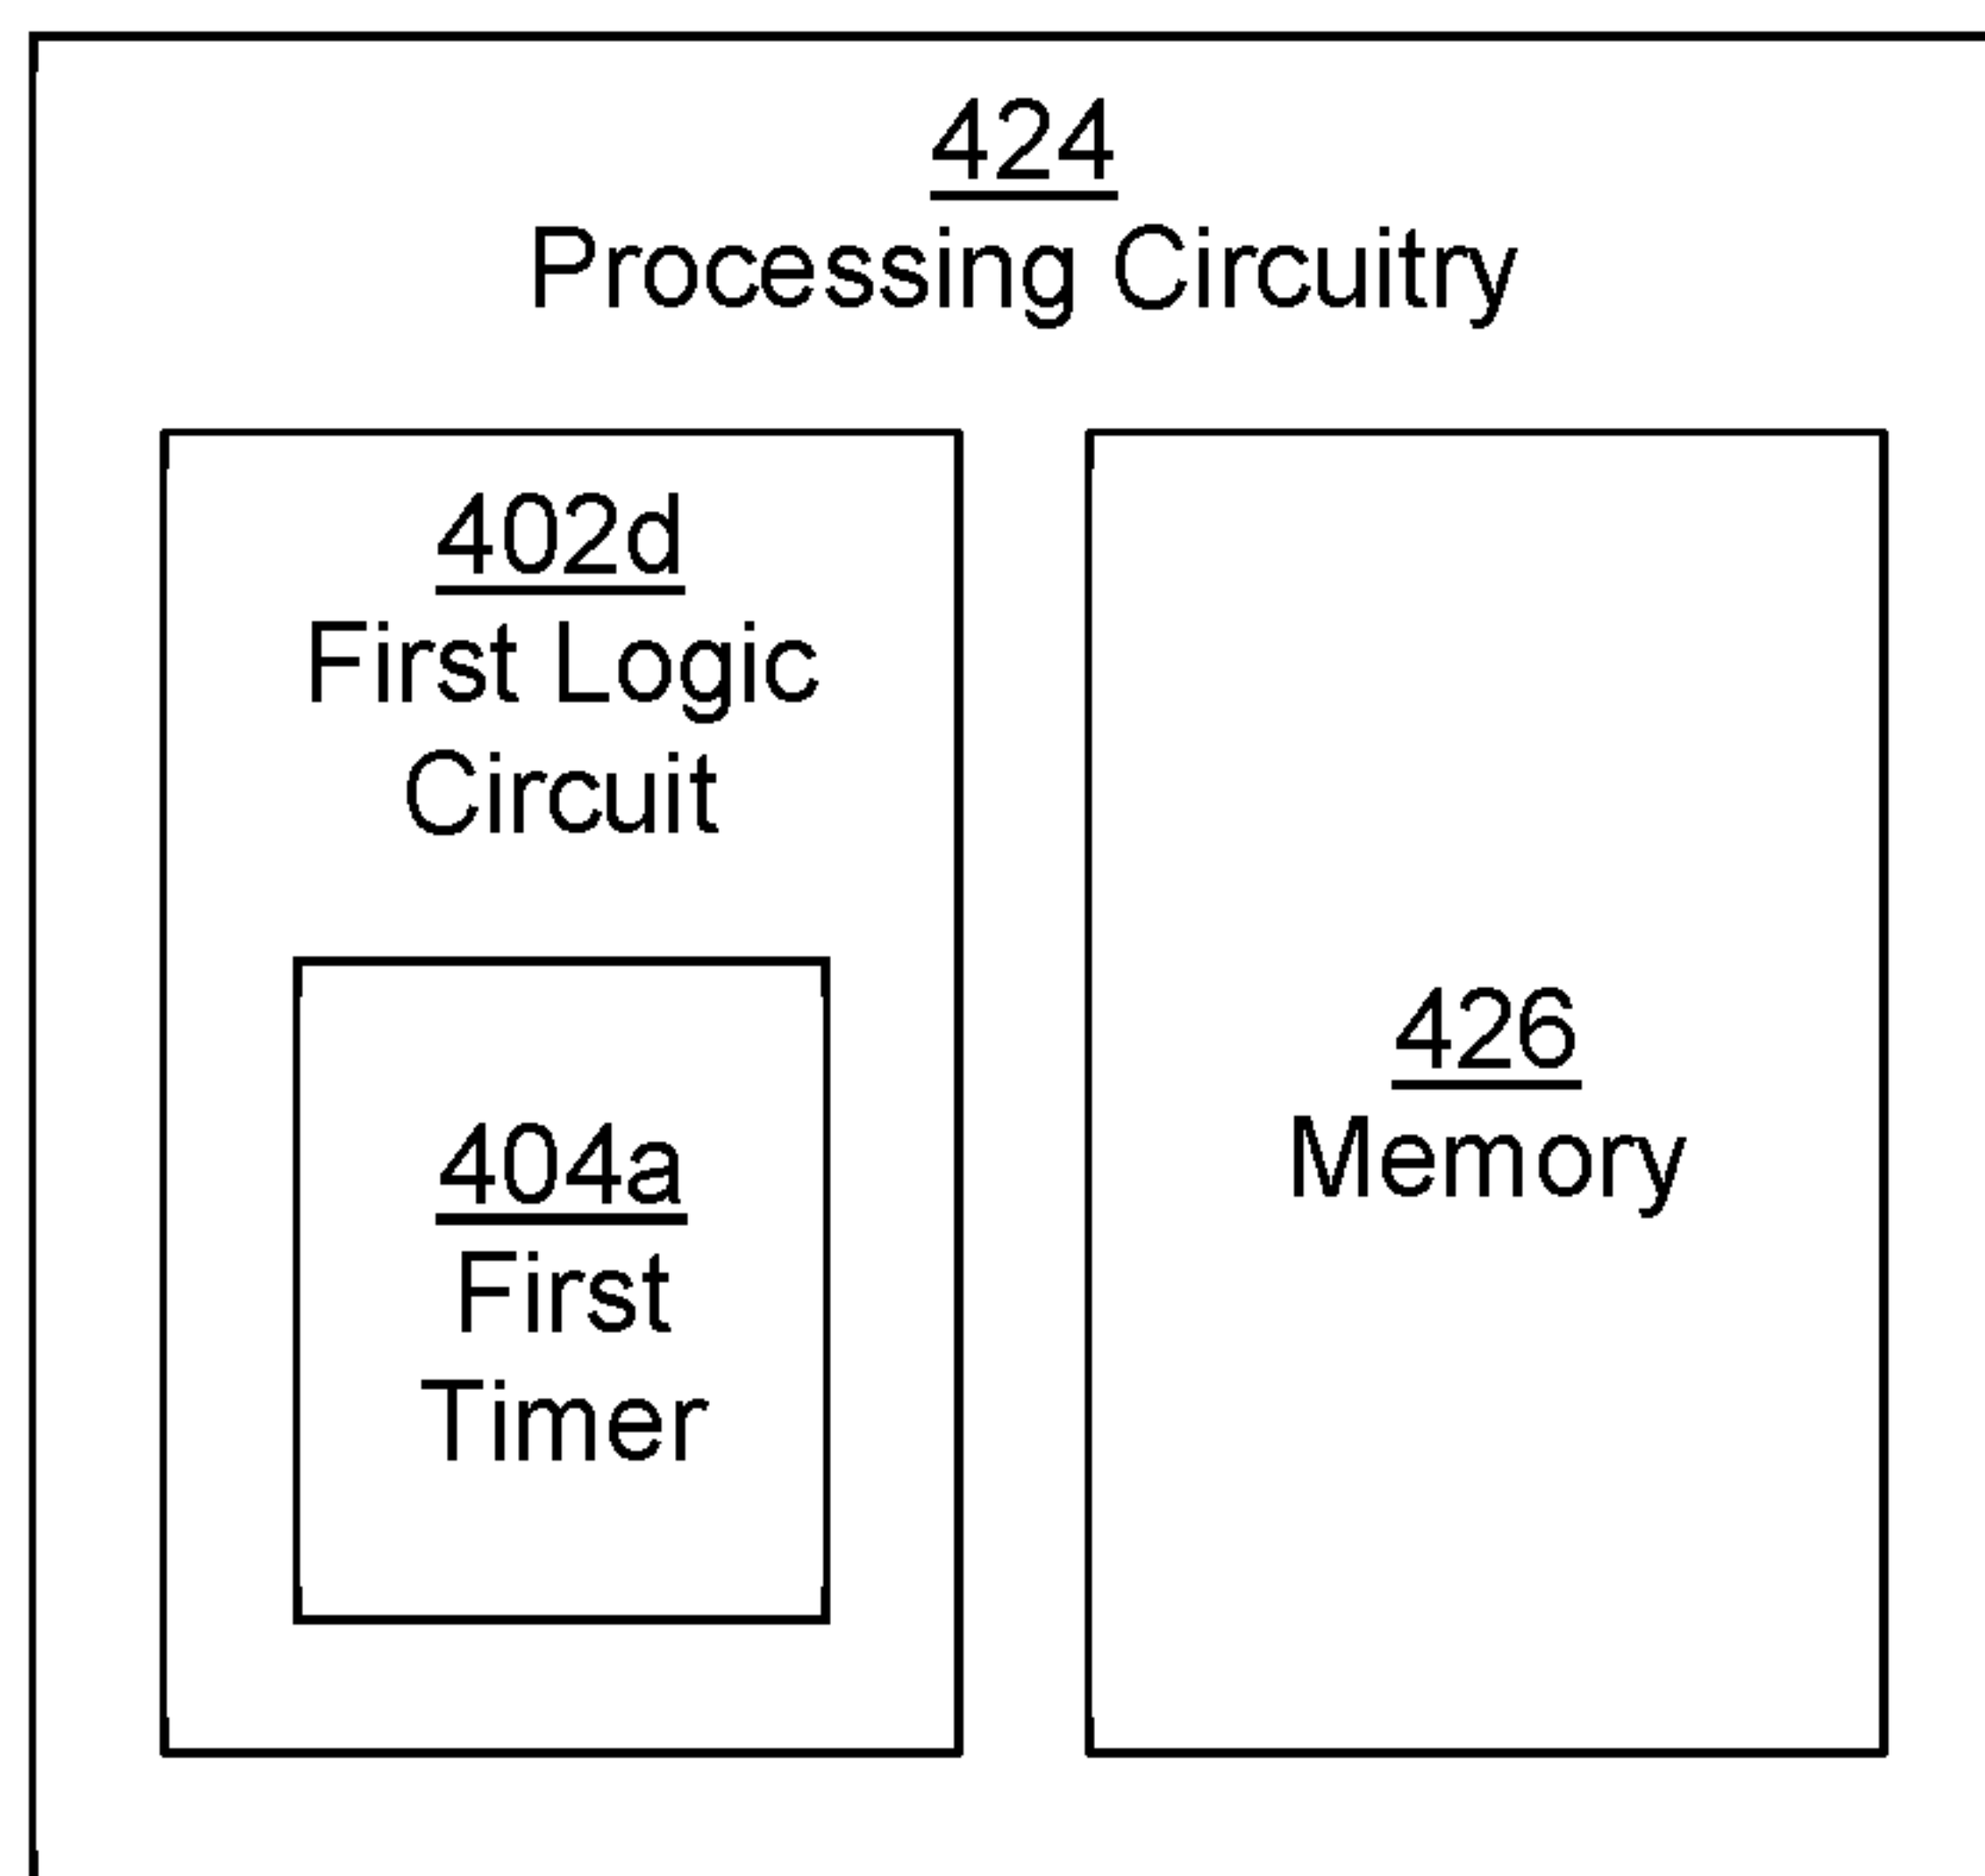 424
Processing Circuitry
402d
First Logic
Circuit
404a
First
Timer
426
Memory